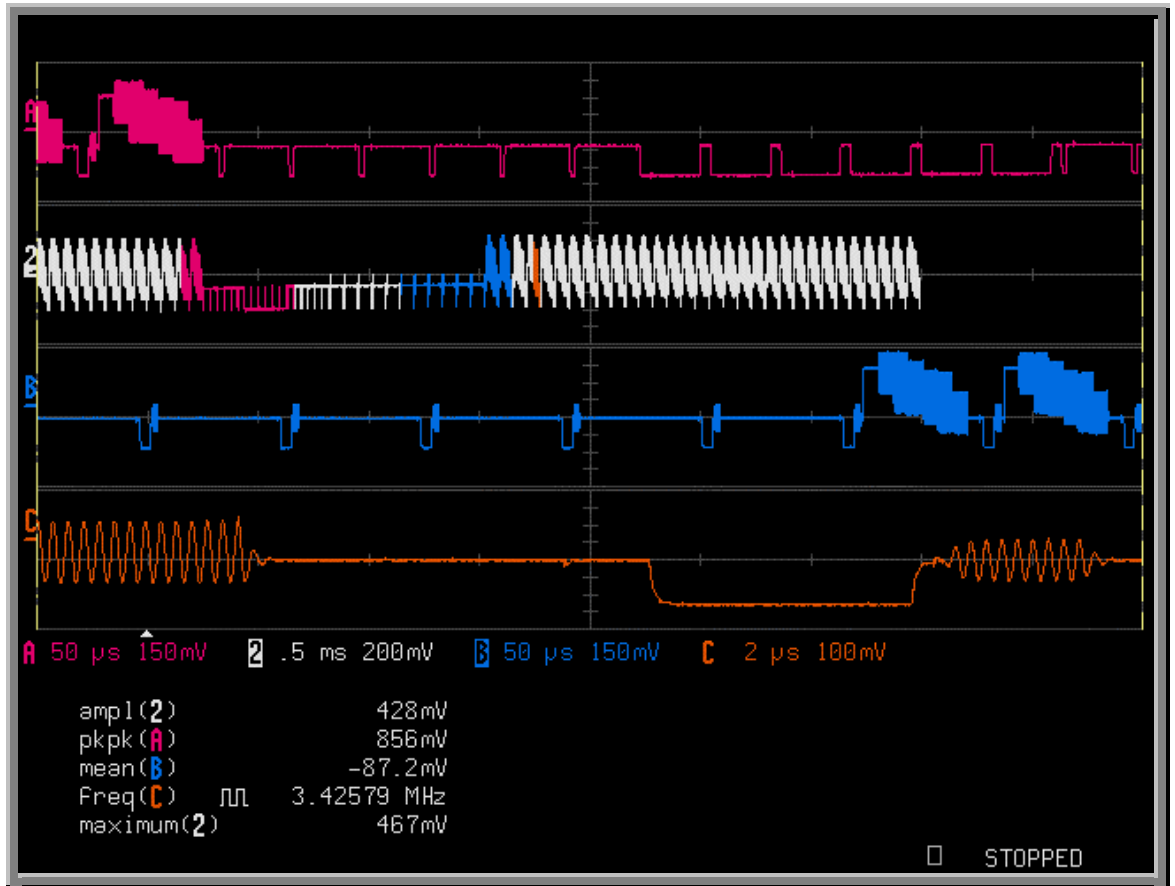 A
2
B
C
A 50 µs 150mV 2 .5 ms 200mV B 50 µs 150mV C 2 µs 100mV
ampl(2) 428mV
pkpk(A) 856mV
mean(B) -87.2mV
Freq(C) 3.42579 MHz
maximum(2) 467mV
STOPPED